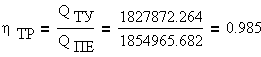 η ТР = Q ТУ / Q ПЕ = 1827872.264 / 1854965.682 = 0.985